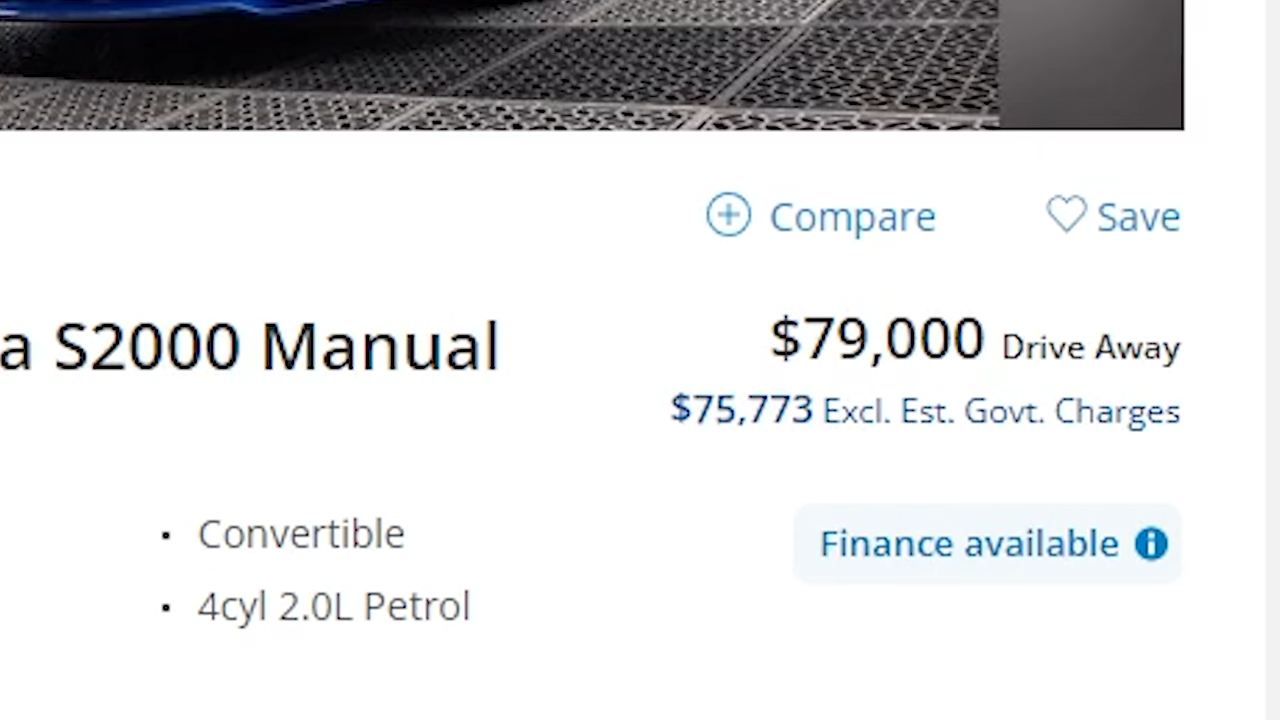 Compare Save
a S2000 Manual $79,000 Drive Away
$75,773 Excl. Est. Govt. Charges
• Convertible
Finance available
• 4cyl 2.0L Petrol